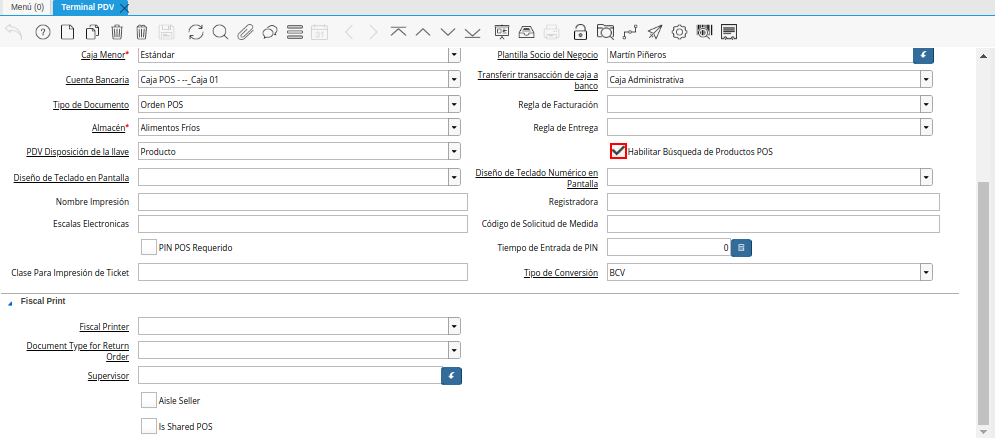 Menú (0)
Terminal PDV
Caja Menor*
Estándar
Plantilla Socio del Negocio
Martín Piñeros
Cuenta Bancaria
Caja POS - --_Caja 01
Transferir transacción de caja a
banco
Caja Administrativa
Tipo de Documento
Orden POS
Regla de Facturación
Almacén*
Alimentos Fríos
Regla de Entrega
PDV Disposición de la llave
Producto
Habilitar Búsqueda de Productos POS
Diseño de Teclado en Pantalla
Diseño de Teclado Numérico en
Pantalla
Nombre Impresión
Registradora
Escalas Electronicas
Código de Solicitud de Medida
PIN POS Requerido
Tiempo de Entrada de PIN
0
Clase Para Impresión de Ticket
Tipo de Conversión
BCV
Fiscal Print
Fiscal Printer
Document Type for Return
Order
Supervisor
Aisle Seller
Is Shared POS